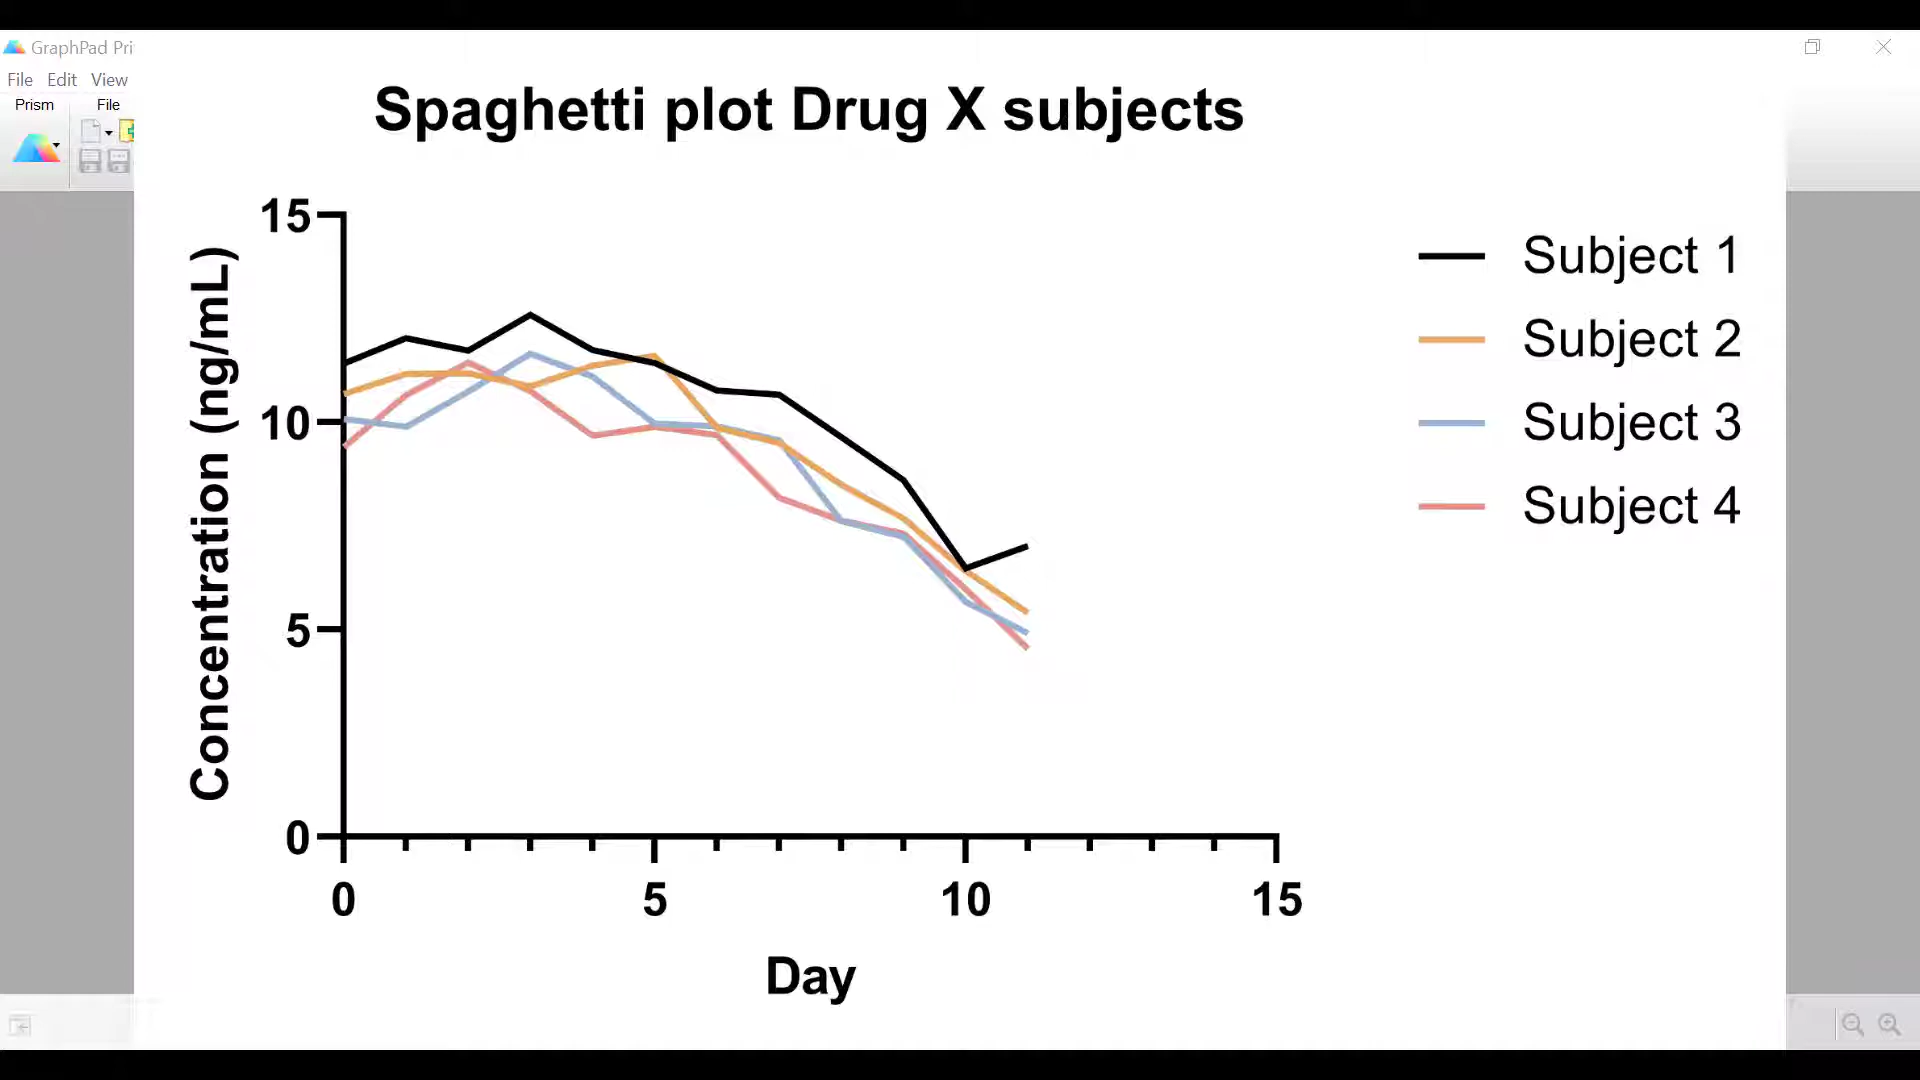 GraphPad Pri
File Edit View
Prism File
Spaghetti plot Drug X subjects
Concentration (ng/mL)
15
10
5
0
0 5 10 15
Day
Subject 1
Subject 2
Subject 3
Subject 4